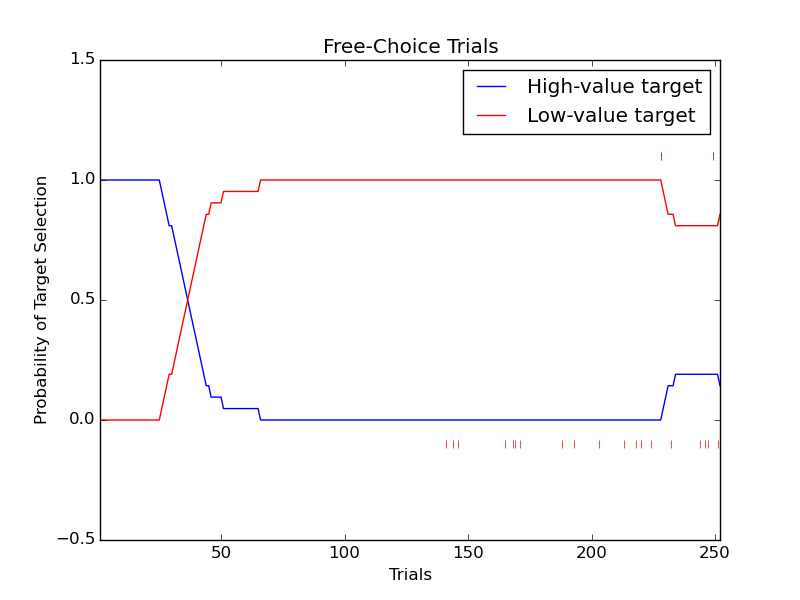 Free-Choice Trials
1.5
High-value target
Low-value target
1.0
0.5
0.0
−0.5
50
100
150
200
250
Probability of Target Selection
Trials